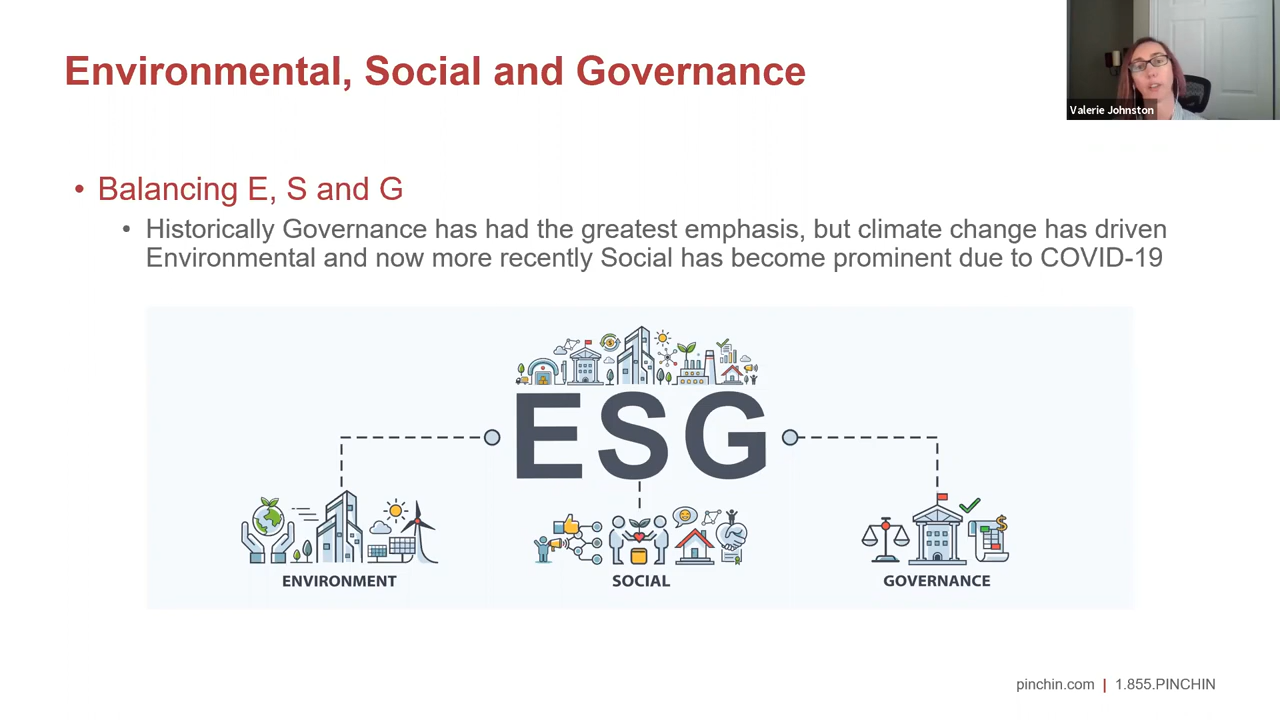 Environmental, Social and Governance
Valerie Johnston
• Balancing E, S and G
• Historically Governance has had the greatest emphasis, but climate change has driven
Environmental and now more recently Social has become prominent due to COVID-19
ESG
ENVIRONMENT
SOCIAL
GOVERNANCE
pinchin.com | 1.855.PINCHIN